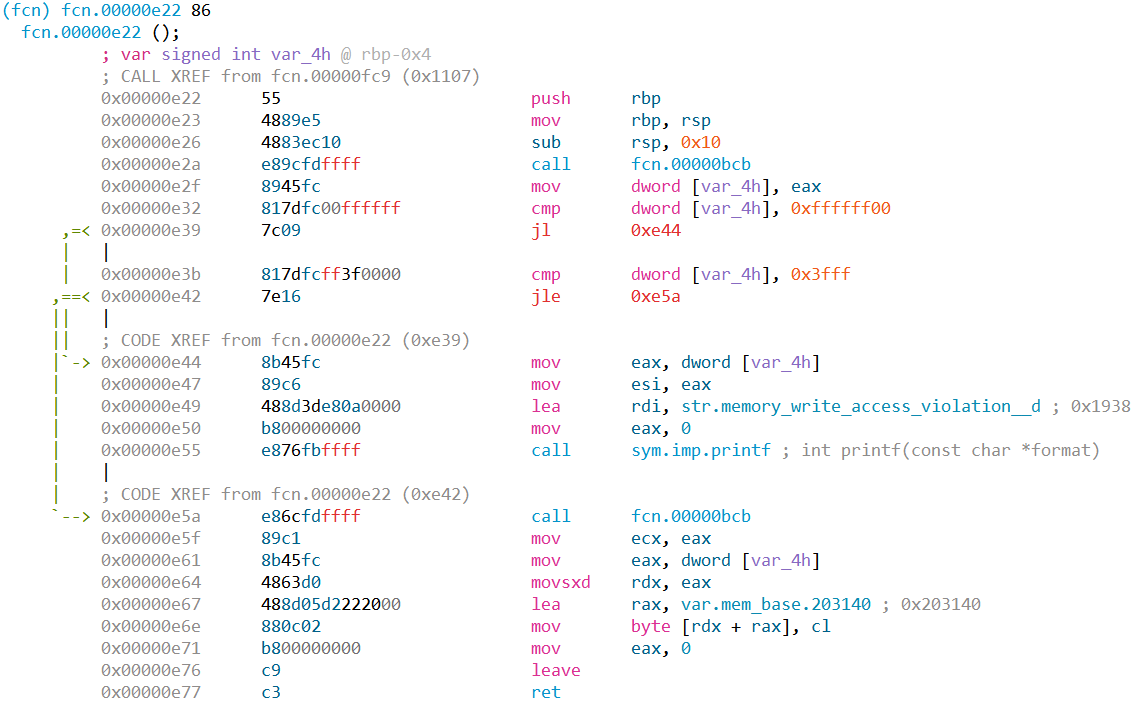 (fcn) fcn.00000e22 86
fcn.00000e22 ();
; var signed int var_4h @ rbp-0x4
; CALL XREF from fcn.00000fc9 (0x1107)
0x00000e22 55 push rbp
0x00000e23 4889e5 mov rbp, rsp
0x00000e26 4883ec10 sub rsp, 0x10
0x00000e2a e89cfdffff call fcn.00000bcb
0x00000e2f 8945fc mov dword [var_4h], eax
0x00000e32 817dfc00ffffff cmp dword [var_4h], 0xffffff00
,=< 0x00000e39 7c09 jl 0xe44
| |
| 0x00000e3b 817dfcff3f0000 cmp dword [var_4h], 0x3fff
,==< 0x00000e42 7e16 jle 0xe5a
|| |
|| ; CODE XREF from fcn.00000e22 (0xe39)
|`-> 0x00000e44 8b45fc mov eax, dword [var_4h]
| 0x00000e47 89c6 mov esi, eax
| 0x00000e49 488d3de80a0000 lea rdi, str.memory_write_access_violation__d ; 0x1938
| 0x00000e50 b800000000 mov eax, 0
| 0x00000e55 e876fbffff call sym.imp.printf ; int printf(const char *format)
| |
| ; CODE XREF from fcn.00000e22 (0xe42)
`--> 0x00000e5a e86cfdffff call fcn.00000bcb
0x00000e5f 89c1 mov ecx, eax
0x00000e61 8b45fc mov eax, dword [var_4h]
0x00000e64 4863d0 movsxd rdx, eax
0x00000e67 488d05d2222000 lea rax, var.mem_base.203140 ; 0x203140
0x00000e6e 880c02 mov byte [rdx + rax], cl
0x00000e71 b800000000 mov eax, 0
0x00000e76 c9 leave
0x00000e77 c3 ret